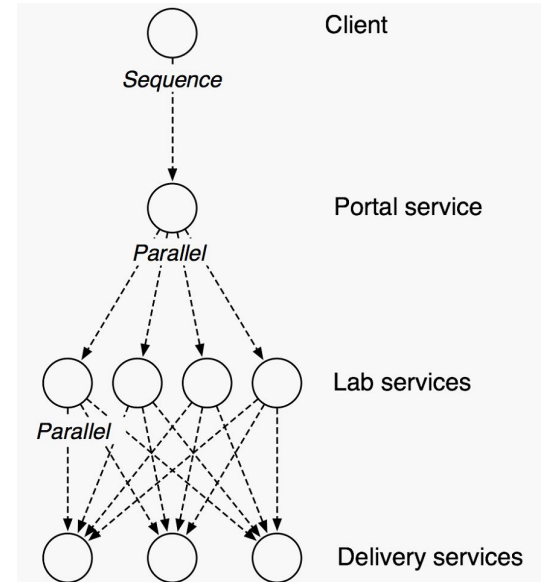 Client
Sequence
Portal service
Parallel
Lab services
Parallel
Delivery services